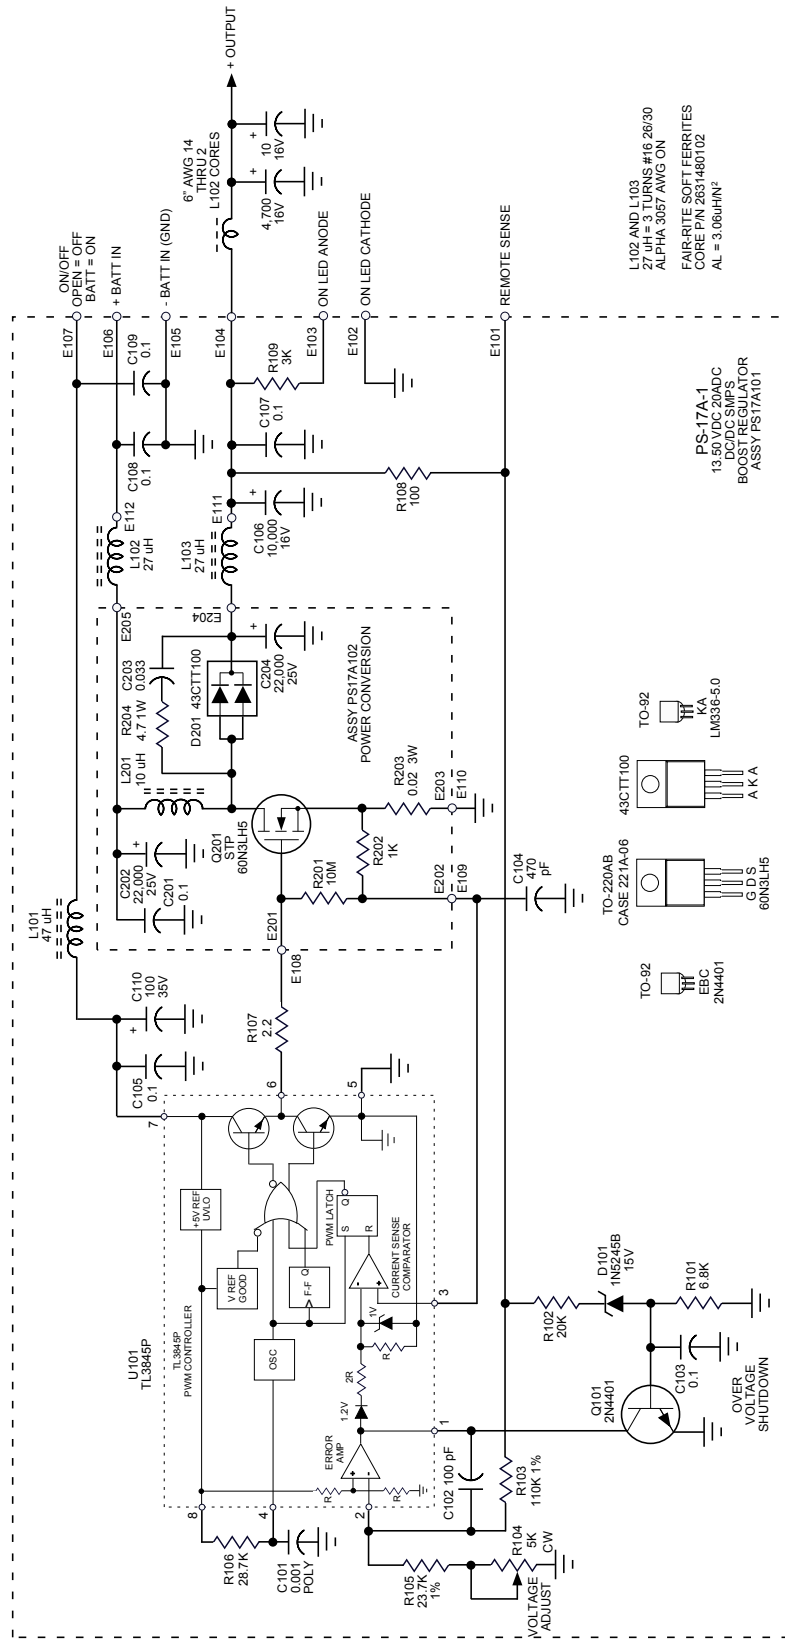 ON/OFF
OPEN = OFF
BATT = ON
E107
+ BATT IN
E106
- BATT IN (GND)
E105
C109
0.1
C108
0.1
E112
L102
27 uH
E205
L101
47 uH
6" AWG 14
THRU 2
L102 CORES
+ OUTPUT
+
10
16V
+
4,700
16V
E104
ON LED ANODE
E103
ON LED CATHODE
E102
R109
3K
C107
0.1
+
C106
10,000
16V
E111
L103
27 uH
E204
R108
100
REMOTE SENSE
E101
L102 AND L103
27 uH = 3 TURNS #16 26/30
ALPHA 3057 AWG ON
FAIR-RITE SOFT FERRITES
CORE P/N 2631480102
AL = 3.06uH/N²
PS-17A-1
13.50 VDC 20ADC
DC/DC SMPS
BOOST REGULATOR
ASSY PS17A101
ASSY PS17A102
POWER CONVERSION
C203
0.033
R204
4.7 1W
D201 43CTT100
+
C204
22,000
25V
L201
10 uH
Q201
STP
60N3LH5
+
C202
22,000
25V
C201
0.1
R203
0.02 3W
E203
E110
R202
1K
R201
10M
E202
E109
C104
470
pF
E201
E108
R107
2.2
C110
100
35V
+
C105
0.1
7
6
5
U101
TL3845P
TL3845P
PWM CONTROLLER
+5V REF
UVLO
V REF
GOOD
F-F
Q
OSC
PWM LATCH
S
Q
R
CURRENT SENSE
COMPARATOR
-
+
1V
R
2R
1.2V
ERROR
AMP
+
-
R
R
3
1
8
4
2
R106
28.7K
C101
0.001
POLY
C102 100 pF
R103
110K 1%
R105
23.7K
1%
R104
5K
CW
VOLTAGE
ADJUST
R102
20K
D101
1N5245B
15V
R101
6.8K
C103
0.1
Q101
2N4401
OVER
VOLTAGE
SHUTDOWN
TO-92
EBC
2N4401
TO-220AB
CASE 221A-06
G D S
60N3LH5
43CTT100
A K A
TO-92
KA
LM336-5.0